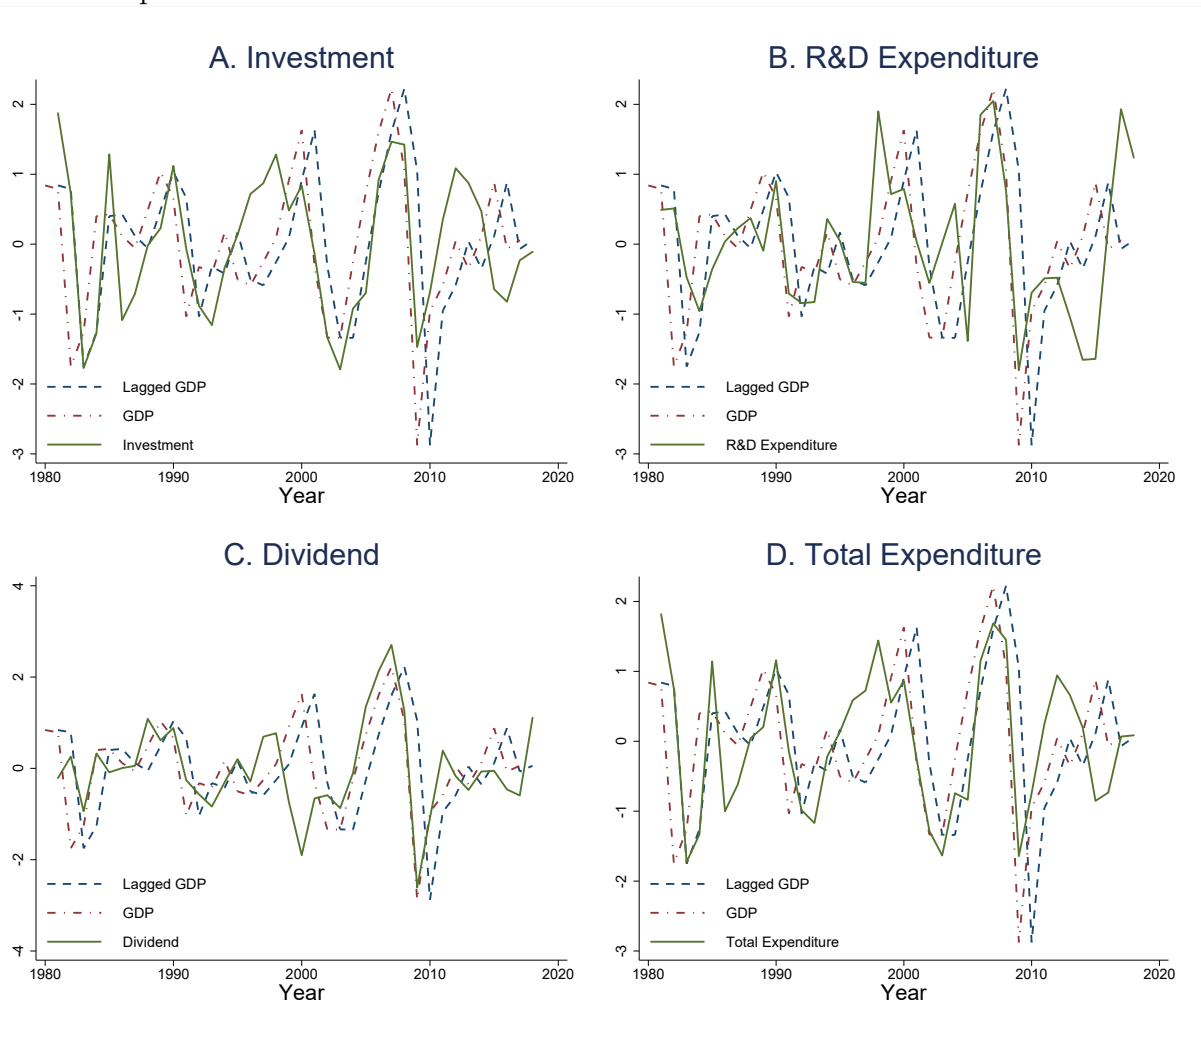 A. Investment
2
1
0
-1
-2
-3
Lagged GDP
GDP
Investment
1980 1990 2000 2010 2020
Year
B. R&D Expenditure
2
1
0
-1
-2
-3
Lagged GDP
GDP
R&D Expenditure
1980 1990 2000 2010 2020
Year
C. Dividend
4
2
0
-2
-4
Lagged GDP
GDP
Dividend
1980 1990 2000 2010 2020
Year
D. Total Expenditure
2
1
0
-1
-2
-3
Lagged GDP
GDP
Total Expenditure
1980 1990 2000 2010 2020
Year